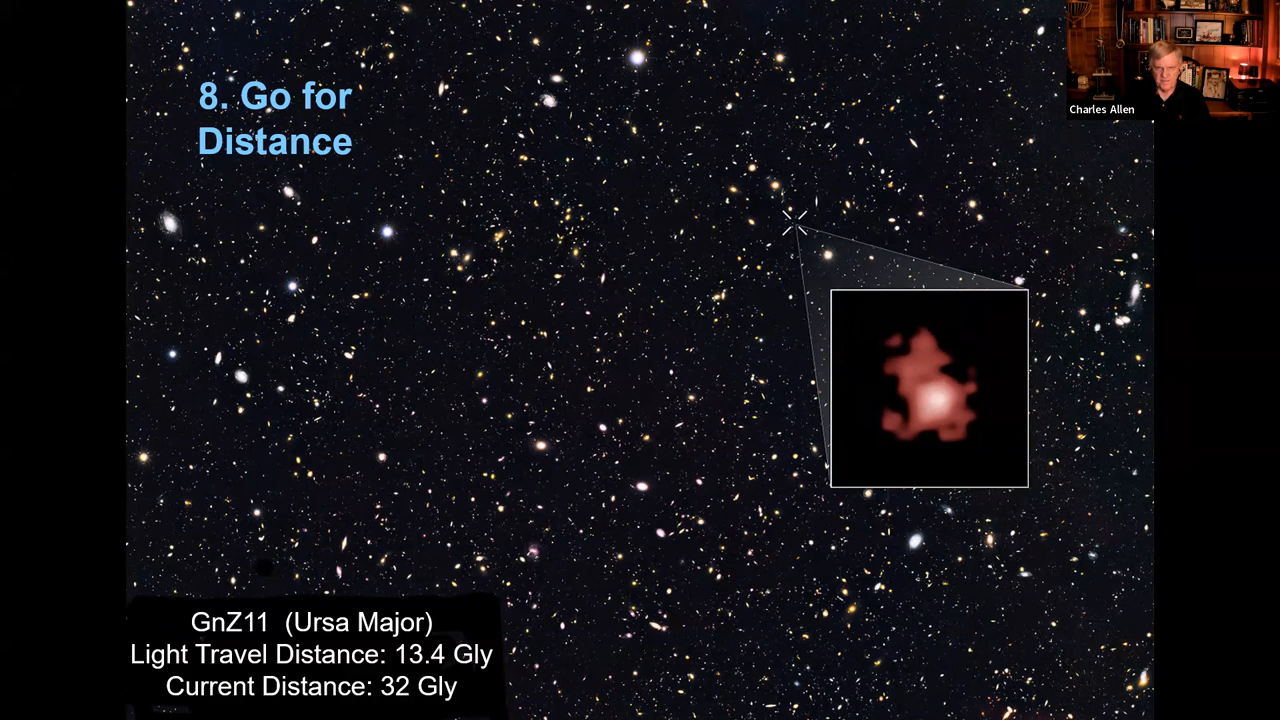 8. Go for
Distance
Charles Allen
GnZ11 (Ursa Major)
Light Travel Distance: 13.4 Gly
Current Distance: 32 Gly